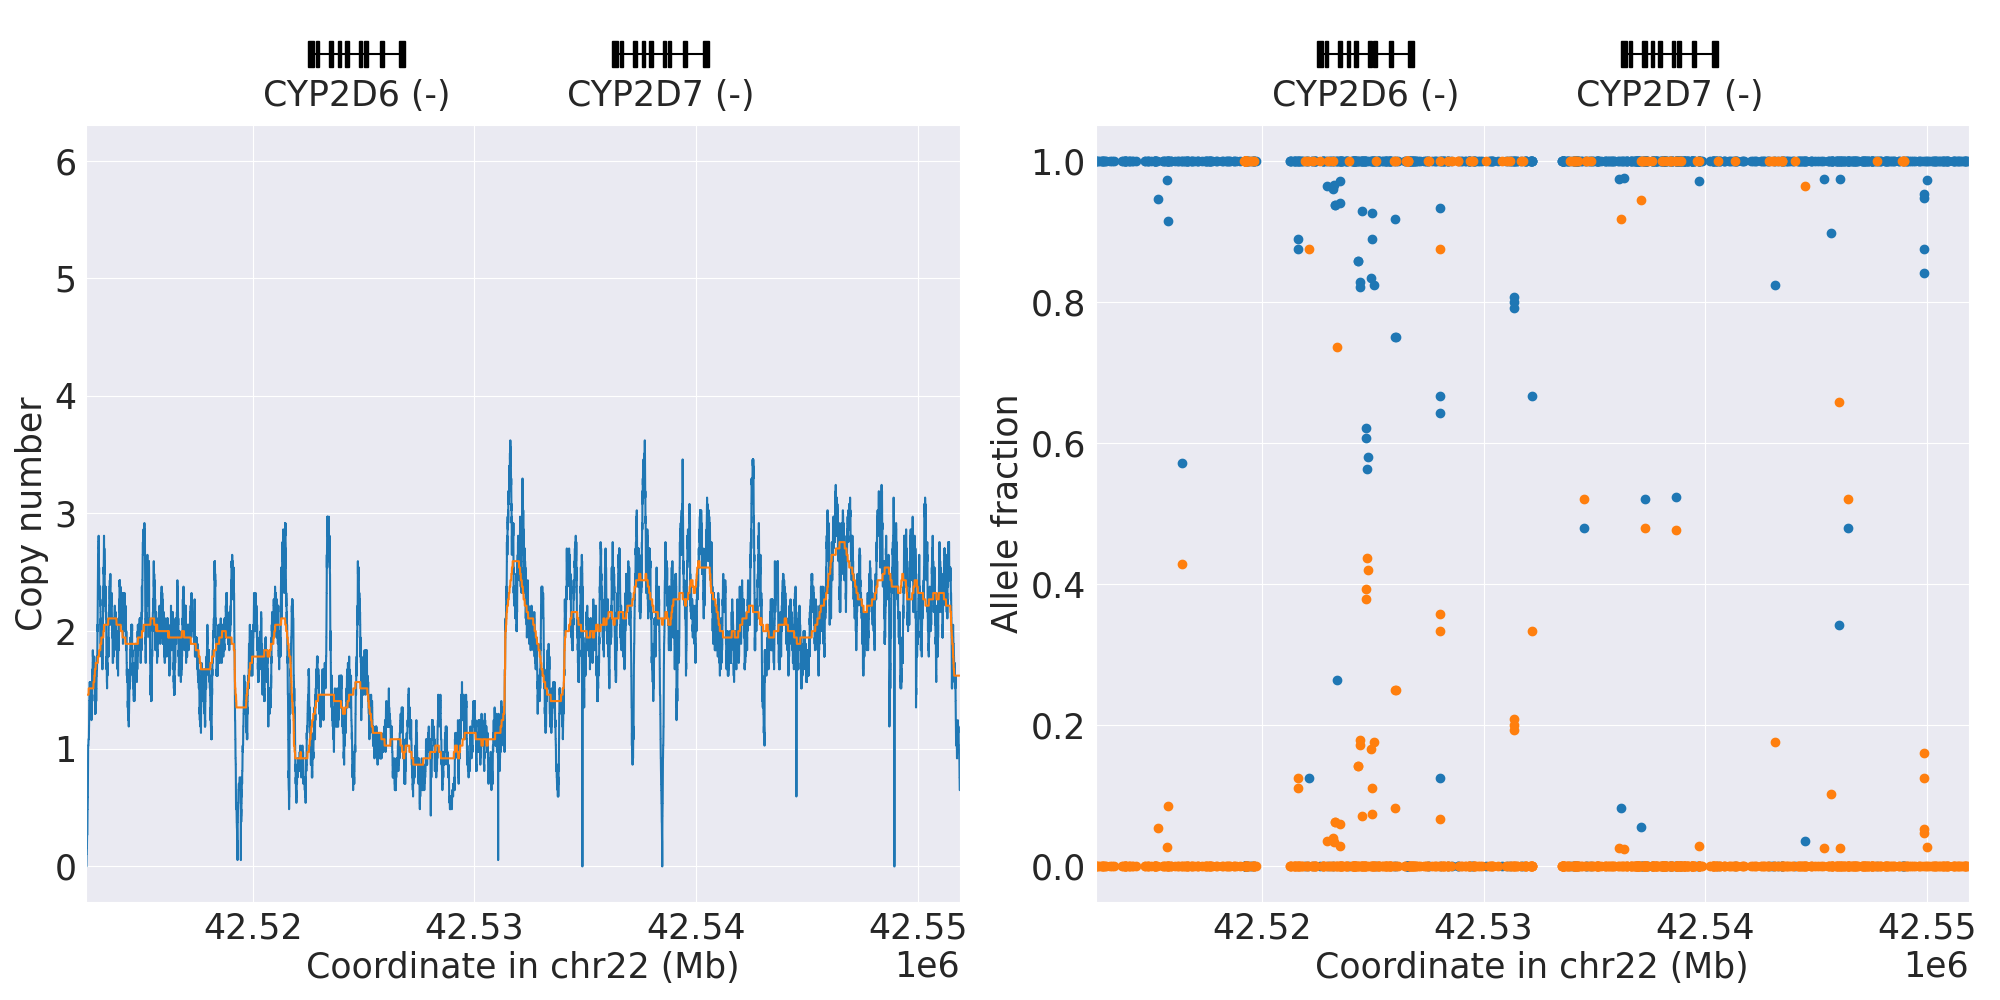 CYP2D6 (-) CYP2D7 (-)
6
5
4
3
2
1
0
Copy number
42.52 42.53 42.54 42.55
Coordinate in chr22 (Mb) 1e6
CYP2D6 (-) CYP2D7 (-)
1.0
0.8
0.6
0.4
0.2
0.0
Allele fraction
42.52 42.53 42.54 42.55
Coordinate in chr22 (Mb) 1e6